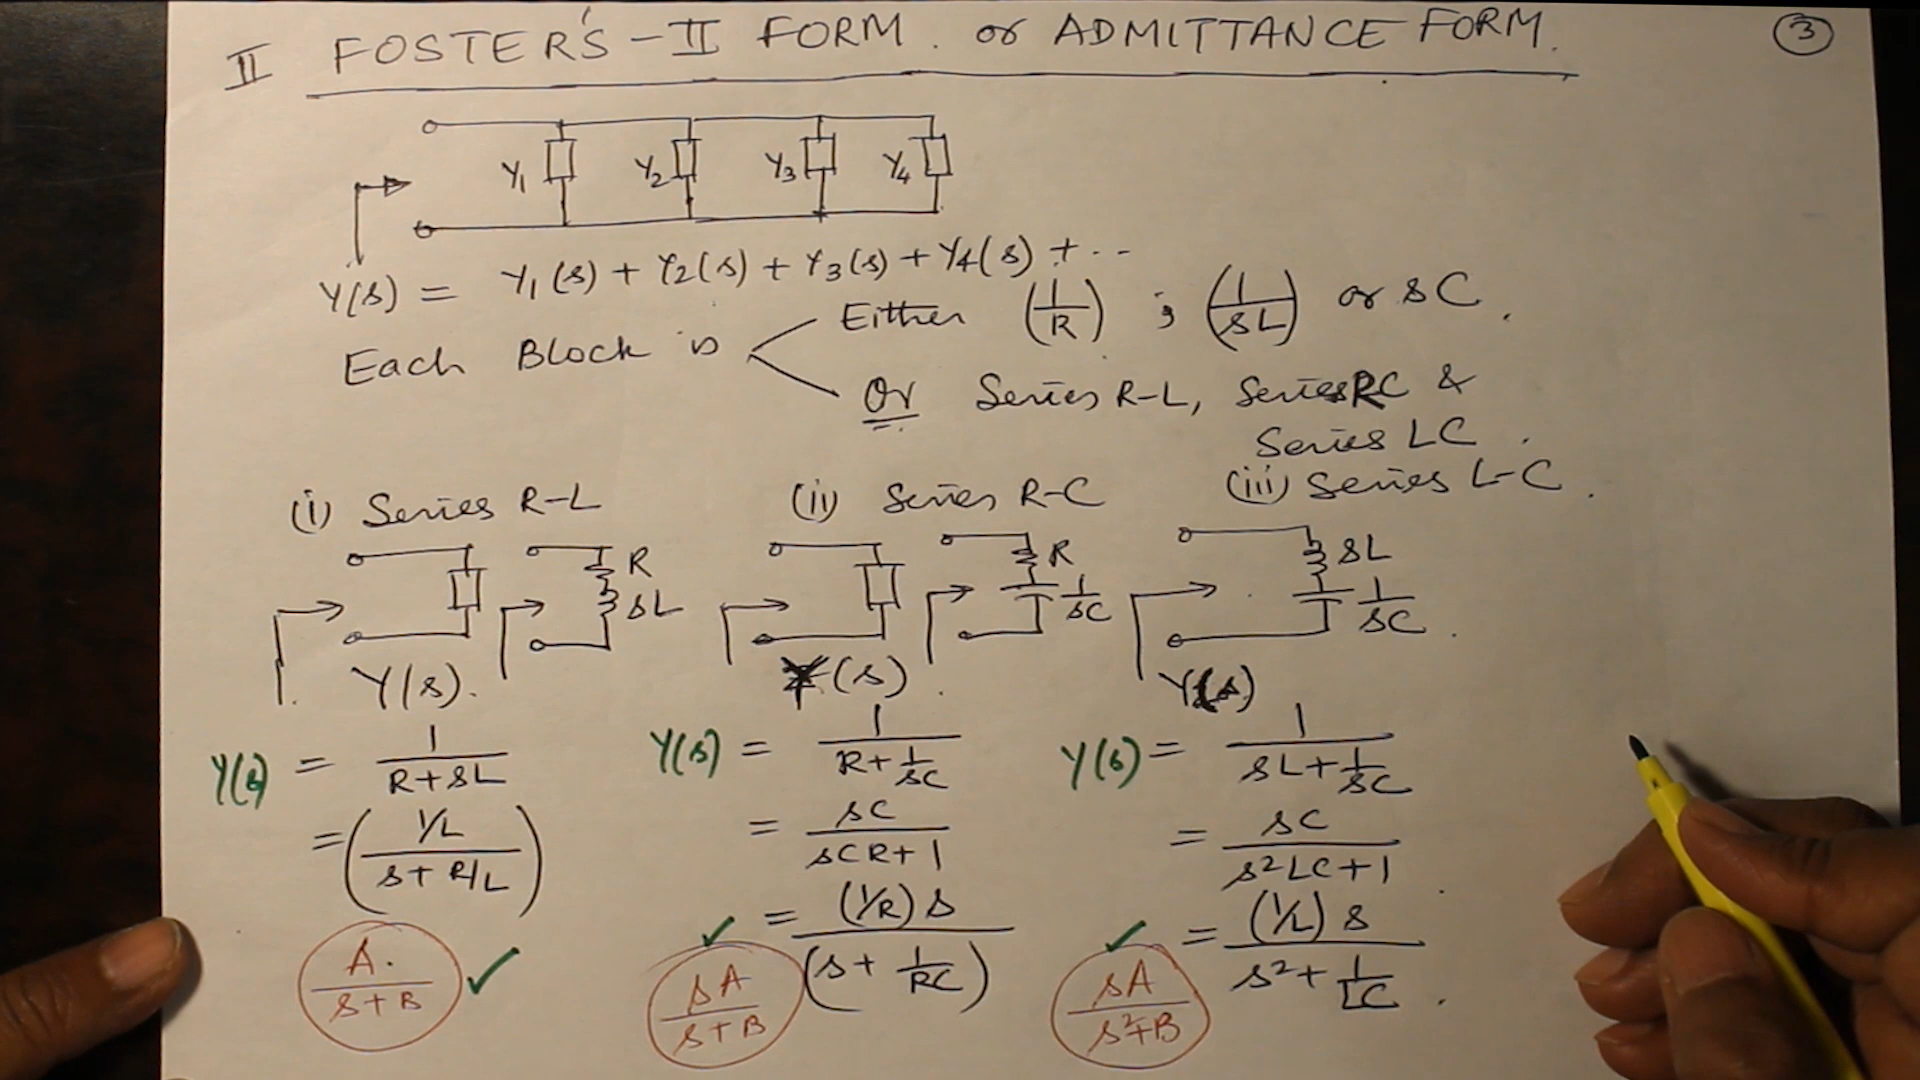 II FOSTER'S - II FORM. or ADMITTANCE FORM.
3
Y1 Y2 Y3 Y4
Y(s) = Y1(s) + Y2(s) + Y3(s) + Y4(s) + ...
Each Block is
Either (1/R) ; (1/sL) or sC.
Or Series R-L, Series RC &
Series LC.
(i) Series R-L
R
sL
Y(s).
Y(s) = 1/(R+sL)
= ((1/L)/(s+R/L))
A./(s+B) ✓
(ii) Series R-C
R
1/sC
Y(s).
Y(s) = 1/(R+1/sC)
= sC/(sCR+1)
= (1/R)s/(s+1/RC)
✓ sA/(s+B)
(iii) Series L-C.
sL
1/sC.
Y(s)
Y(s) = 1/(sL+1/sC)
= sC/(s²LC+1)
= (1/L)s/(s²+1/LC).
✓ sA/(s²+B)